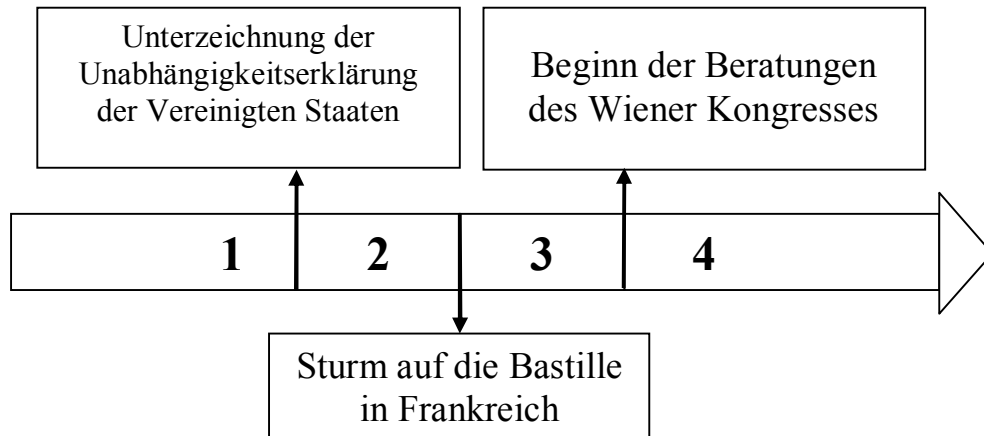 Unterzeichnung der
Unabhängigkeitserklärung
der Vereinigten Staaten
Beginn der Beratungen
des Wiener Kongresses
1 2 3 4
Sturm auf die Bastille
in Frankreich